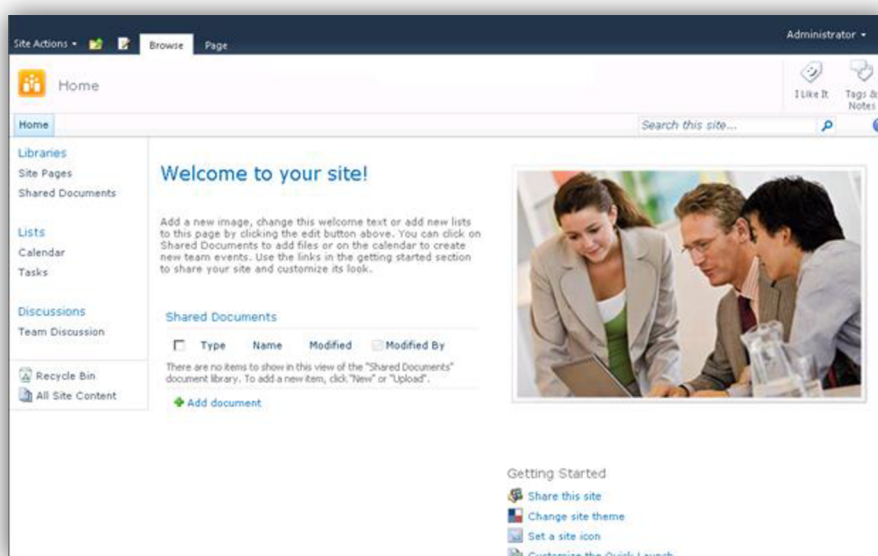 Site Actions
Browse
Page
Administrator
Home
I Like It
Tags &
Notes
Home
Search this site...
Libraries
Site Pages
Shared Documents
Lists
Calendar
Tasks
Discussions
Team Discussion
Recycle Bin
All Site Content
Welcome to your site!
Add a new image, change this welcome text or add new lists
to this page by clicking the edit button above. You can click on
Shared Documents to add files or on the calendar to create
new team events. Use the links in the getting started section
to share your site and customize its look.
Shared Documents
Type Name Modified Modified By
There are no items to show in this view of the "Shared Documents"
document library. To add a new item, click "New" or "Upload".
Add document
Getting Started
Share this site
Change site theme
Set a site icon
Customize the Quick Launch